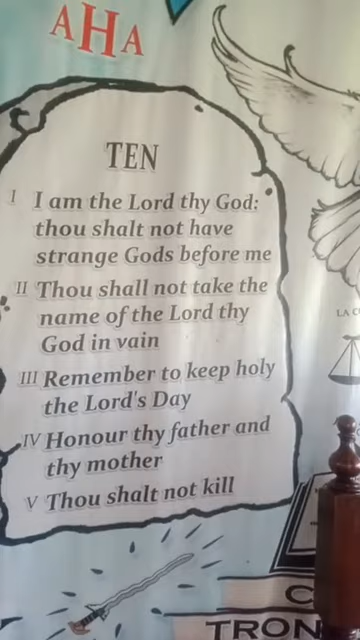 AHA
TEN
I I am the Lord thy God:
thou shalt not have
strange Gods before me
II Thou shall not take the
name of the Lord thy
God in vain
III Remember to keep holy
the Lord's Day
IV Honour thy father and
thy mother
V Thou shalt not kill
LA
C
TRON